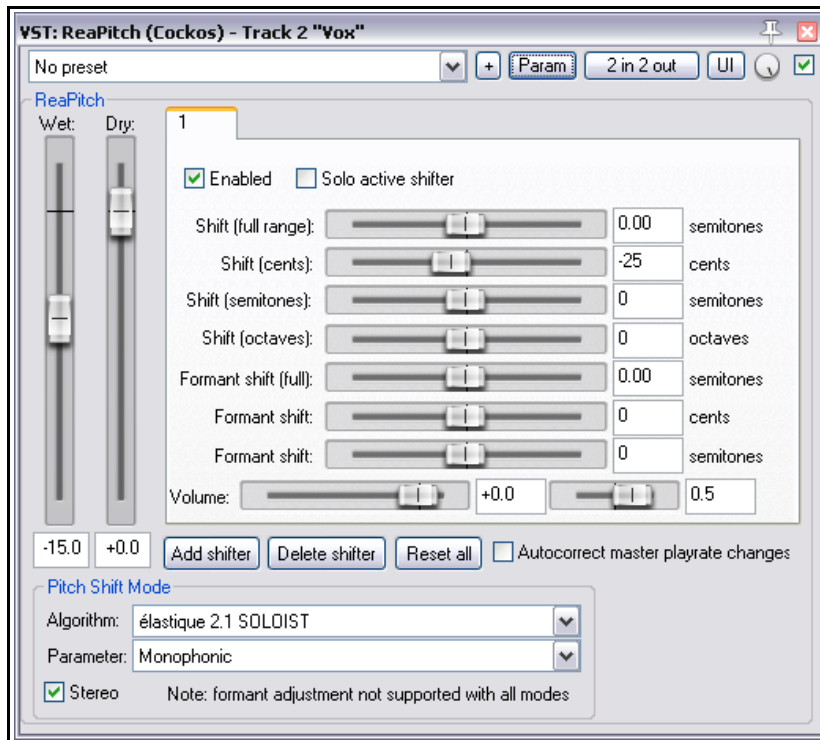 VST: ReaPitch (Cockos) - Track 2 "Vox"
No preset + Param 2 in 2 out UI
ReaPitch
Wet: Dry: 1
Enabled Solo active shifter
Shift (full range): 0.00 semitones
Shift (cents): -25 cents
Shift (semitones): 0 semitones
Shift (octaves): 0 octaves
Formant shift (full): 0.00 semitones
Formant shift: 0 cents
Formant shift: 0 semitones
Volume: +0.0 0.5
-15.0 +0.0 Add shifter Delete shifter Reset all Autocorrect master playrate changes
Pitch Shift Mode
Algorithm: élastique 2.1 SOLOIST
Parameter: Monophonic
Stereo Note: formant adjustment not supported with all modes